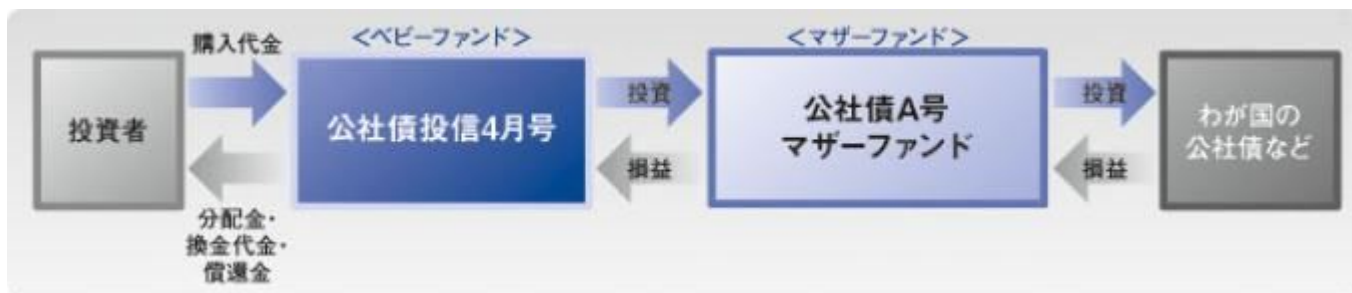 投資者
購入代金
分配金・
換金代金・
償還金
＜ベビーファンド＞
公社債投信4月号
投資
損益
＜マザーファンド＞
公社債A号
マザーファンド
投資
損益
わが国の
公社債など